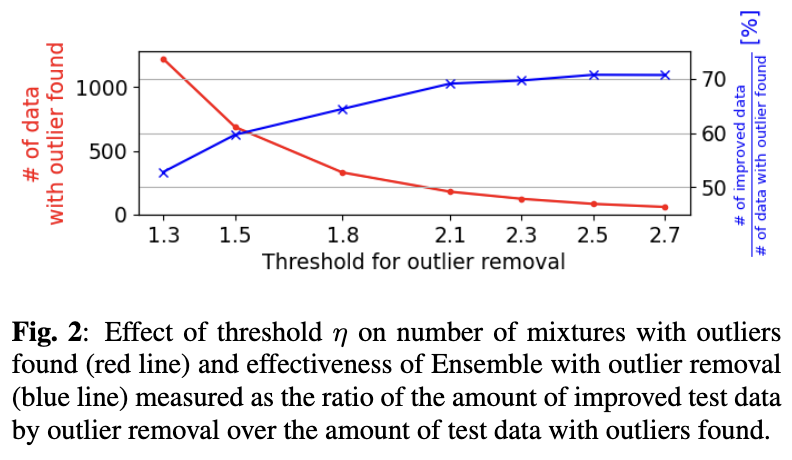 # of data
with outlier found
1000
500
0
1.3 1.5 1.8 2.1 2.3 2.5 2.7
Threshold for outlier removal
70
60
50
# of improved data
# of data with outlier found
[%]
Fig. 2: Effect of threshold η on number of mixtures with outliers
found (red line) and effectiveness of Ensemble with outlier removal
(blue line) measured as the ratio of the amount of improved test data
by outlier removal over the amount of test data with outliers found.